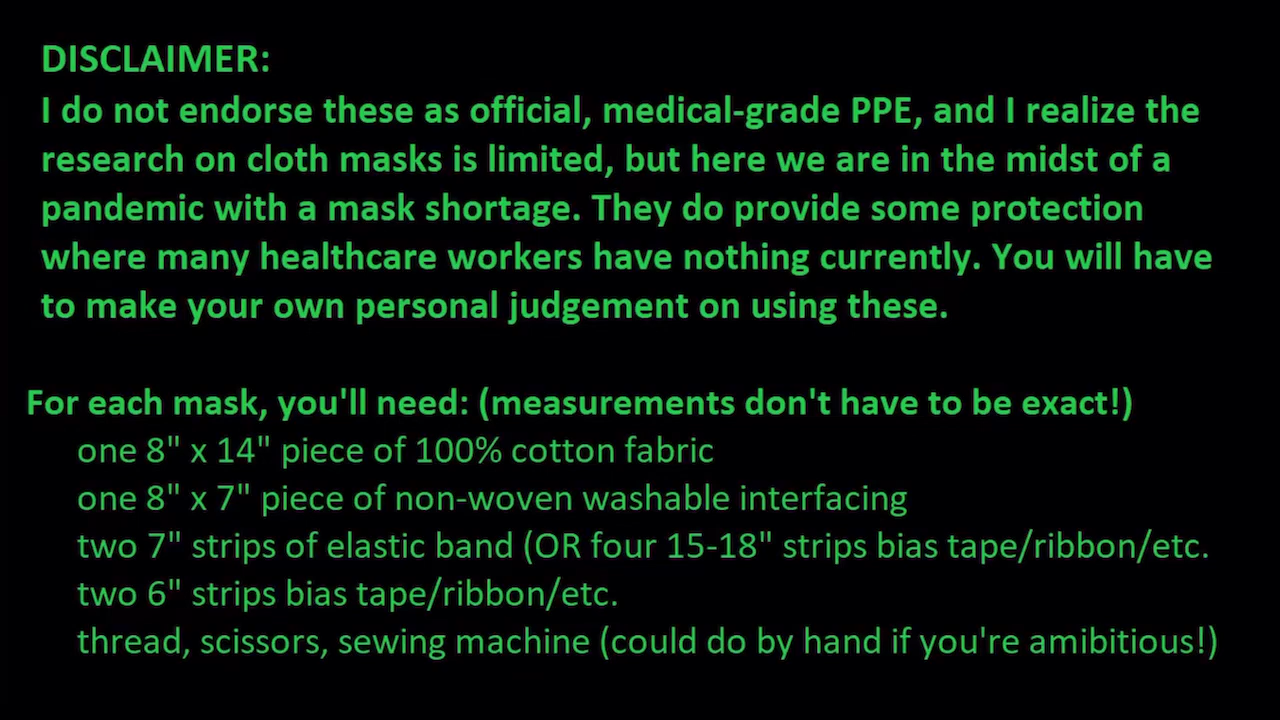 DISCLAIMER:
I do not endorse these as official, medical-grade PPE, and I realize the
research on cloth masks is limited, but here we are in the midst of a
pandemic with a mask shortage. They do provide some protection
where many healthcare workers have nothing currently. You will have
to make your own personal judgement on using these.
For each mask, you'll need: (measurements don't have to be exact!)
one 8" x 14" piece of 100% cotton fabric
one 8" x 7" piece of non-woven washable interfacing
two 7" strips of elastic band (OR four 15-18" strips bias tape/ribbon/etc.
two 6" strips bias tape/ribbon/etc.
thread, scissors, sewing machine (could do by hand if you're amibitious!)